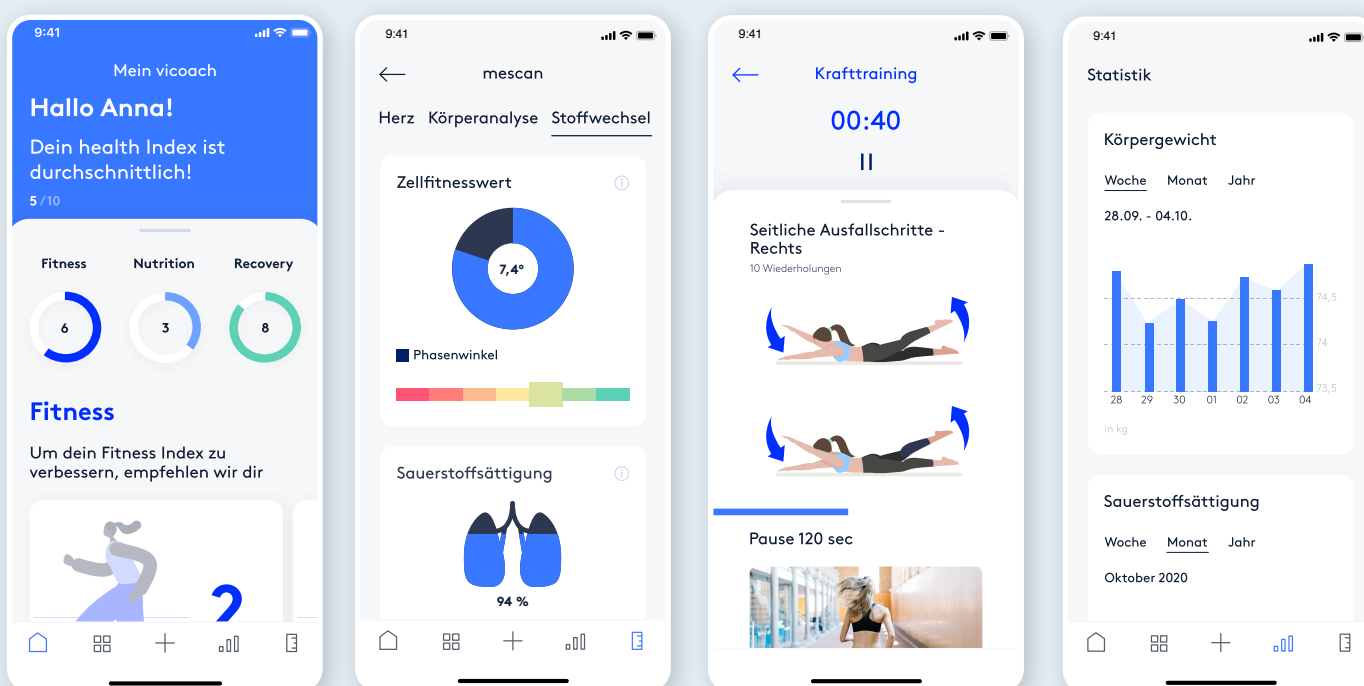 9:41
Mein vicoach
Hallo Anna!
Dein health Index ist
durchschnittlich!
5 /10
Fitness Nutrition Recovery
6 3 8
Fitness
Um dein Fitness Index zu
verbessern, empfehlen wir dir
2
9:41
mescan
Herz Körperanalyse Stoffwechsel
Zellfitnesswert
7,4°
Phasenwinkel
Sauerstoffsättigung
94 %
9:41
Krafttraining
00:40
Seitliche Ausfallschritte -
Rechts
10 Wiederholungen
Pause 120 sec
9:41
Statistik
Körpergewicht
Woche Monat Jahr
28.09. - 04.10.
74,5
74
73,5
28 29 30 01 02 03 04
in kg
Sauerstoffsättigung
Woche Monat Jahr
Oktober 2020